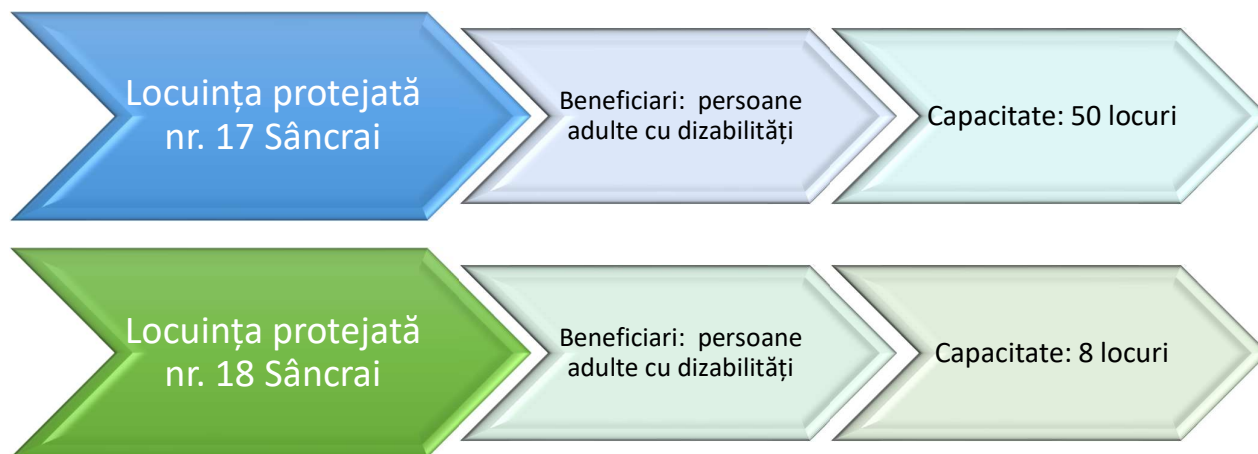 Locuința protejată
nr. 17 Sâncrai
Beneficiari:  persoane
adulte cu dizabilități
Capacitate: 50 locuri
Locuința protejată
nr. 18 Sâncrai
Beneficiari:  persoane
adulte cu dizabilități
Capacitate: 8 locuri